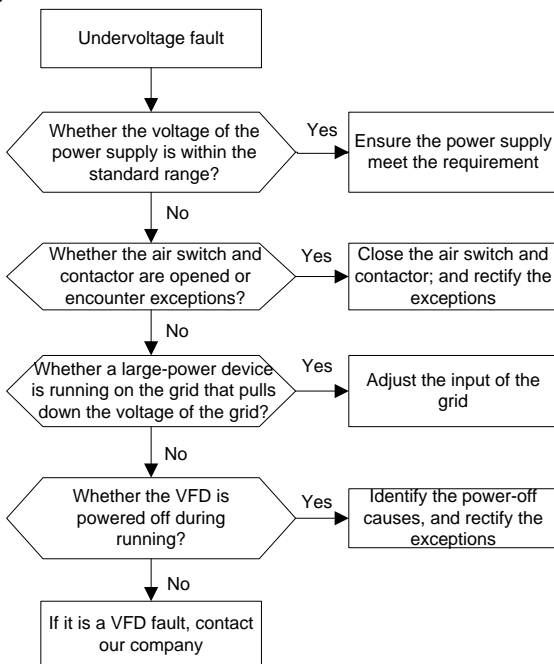 Undervoltage fault
Whether the voltage of the
power supply is within the
standard range?
Yes
Ensure the power supply
meet the requirement
No
Whether the air switch and
contactor are opened or
encounter exceptions?
Yes
Close the air switch and
contactor; and rectify the
exceptions
No
Whether a large-power device
is running on the grid that pulls
down the voltage of the grid?
Yes
Adjust the input of the
grid
No
Whether the VFD is
powered off during
running?
Yes
Identify the power-off
causes, and rectify the
exceptions
No
If it is a VFD fault, contact
our company